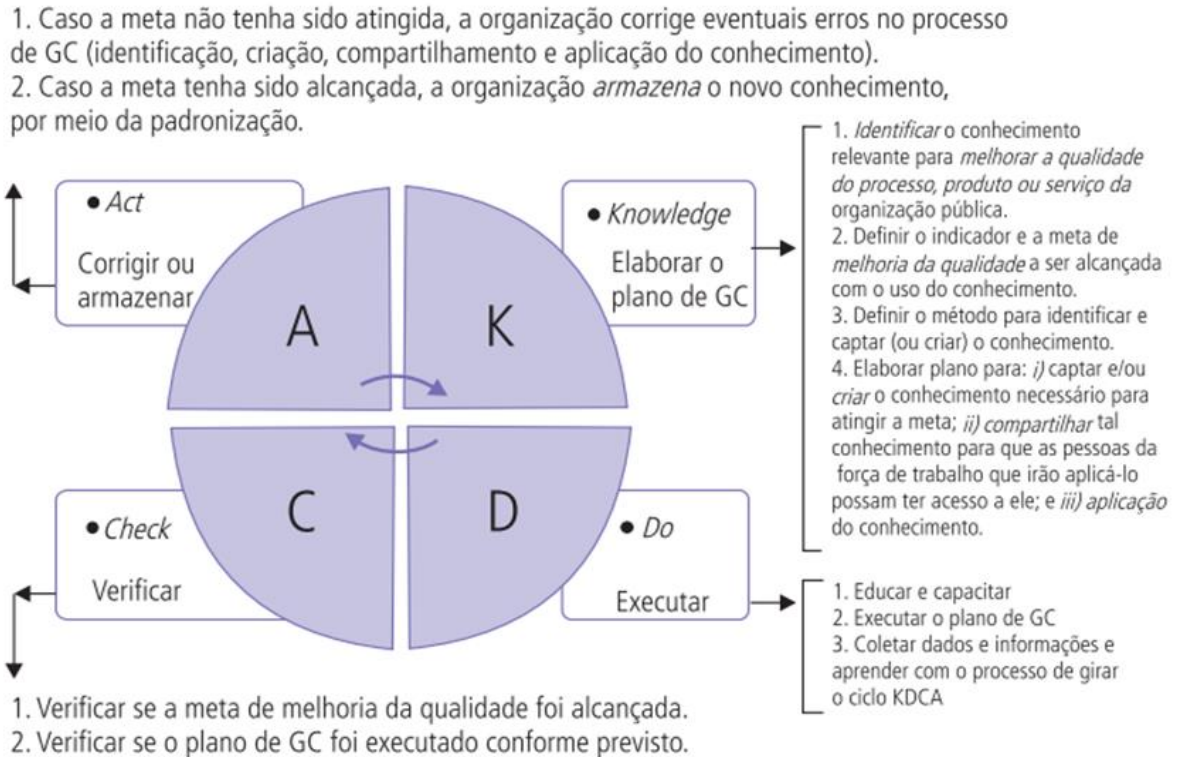 1. Caso a meta não tenha sido atingida, a organização corrige eventuais erros no processo
de GC (identificação, criação, compartilhamento e aplicação do conhecimento).
2. Caso a meta tenha sido alcançada, a organização armazena o novo conhecimento,
por meio da padronização.
• Act
Corrigir ou
armazenar
A
K
• Knowledge
Elaborar o
plano de GC
1. Identificar o conhecimento
relevante para melhorar a qualidade
do processo, produto ou serviço da
organização pública.
2. Definir o indicador e a meta de
melhoria da qualidade a ser alcançada
com o uso do conhecimento.
3. Definir o método para identificar e
captar (ou criar) o conhecimento.
4. Elaborar plano para: i) captar e/ou
criar o conhecimento necessário para
atingir a meta; ii) compartilhar tal
conhecimento para que as pessoas da
força de trabalho que irão aplicá-lo
possam ter acesso a ele; e iii) aplicação
do conhecimento.
• Check
Verificar
C
D
• Do
Executar
1. Educar e capacitar
2. Executar o plano de GC
3. Coletar dados e informações e
aprender com o processo de girar
o ciclo KDCA
1. Verificar se a meta de melhoria da qualidade foi alcançada.
2. Verificar se o plano de GC foi executado conforme previsto.